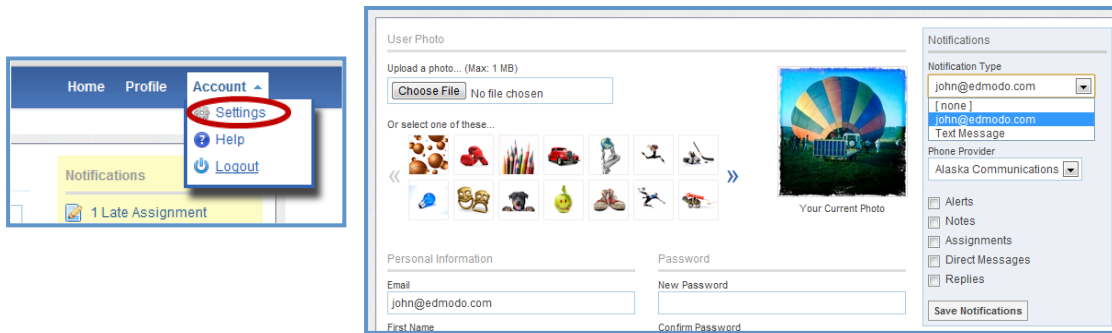 Home Profile Account
Settings
Help
Logout
Notifications
1 Late Assignment
User Photo
Upload a photo... (Max: 1 MB)
Choose File No file chosen
Or select one of these...
« »
Your Current Photo
Personal Information
Email
john@edmodo.com
First Name
Password
New Password
Confirm Password
Notifications
Notification Type
john@edmodo.com
[ none ]
john@edmodo.com
Text Message
Phone Provider
Alaska Communications
Alerts
Notes
Assignments
Direct Messages
Replies
Save Notifications